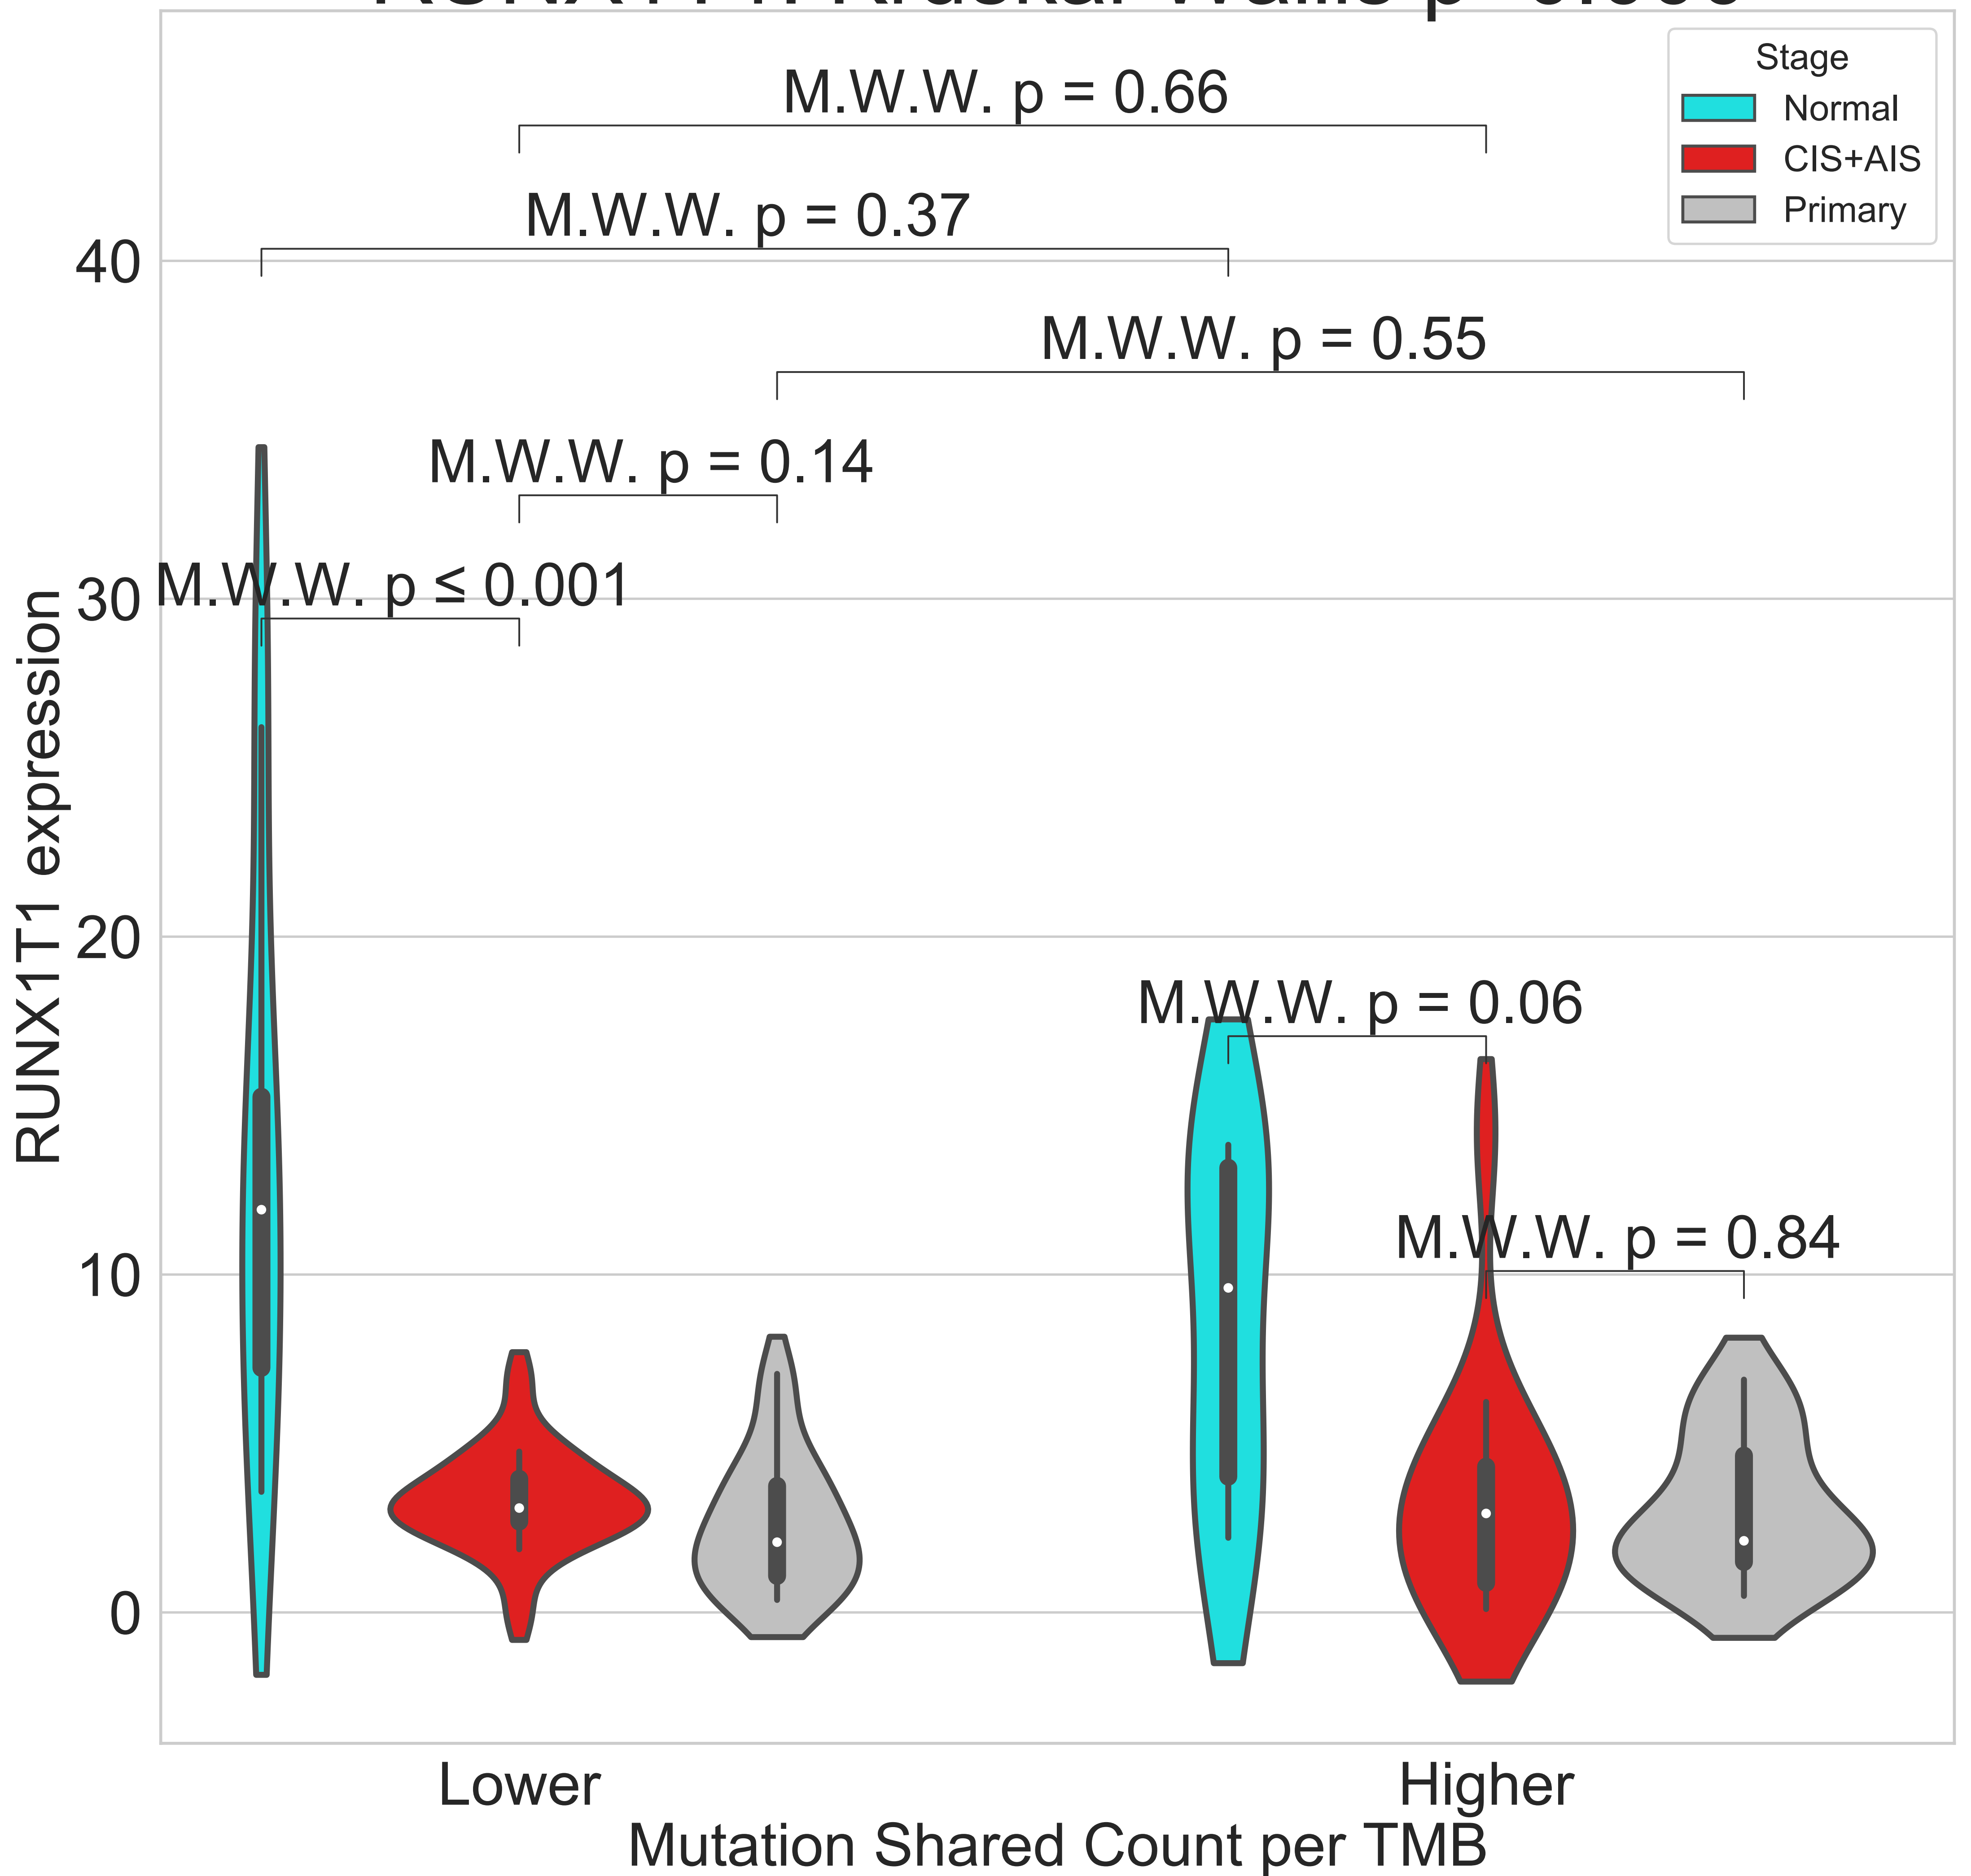 Stage
Normal
CIS+AIS
Primary
M.W.W. p = 0.66
M.W.W. p = 0.37
M.W.W. p = 0.55
M.W.W. p = 0.14
M.W.W. p ≤ 0.001
M.W.W. p = 0.06
M.W.W. p = 0.84
40
30
20
10
0
RUNX1T1 expression
Lower
Higher
Mutation Shared Count per TMB